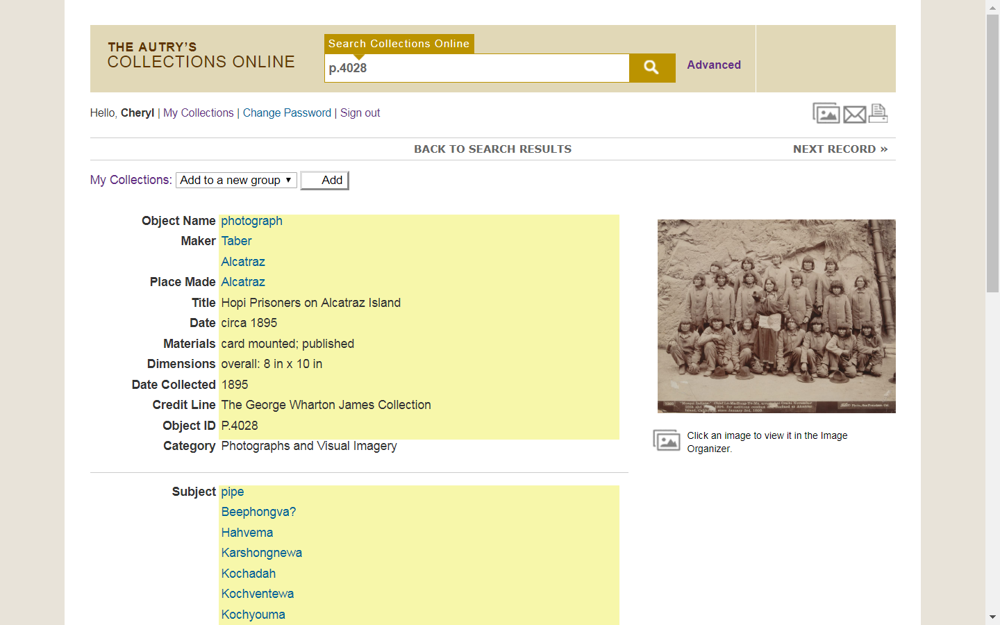 THE AUTRY'S
COLLECTIONS ONLINE
Search Collections Online
p.4028
Advanced
Hello, Cheryl | My Collections | Change Password | Sign out
BACK TO SEARCH RESULTS
NEXT RECORD »
My Collections: Add to a new group Add
Object Name photograph
Maker Taber
Alcatraz
Place Made Alcatraz
Title Hopi Prisoners on Alcatraz Island
Date circa 1895
Materials card mounted; published
Dimensions overall: 8 in x 10 in
Date Collected 1895
Credit Line The George Wharton James Collection
Object ID P.4028
Category Photographs and Visual Imagery
Click an image to view it in the Image
Organizer.
Subject pipe
Beephongva?
Hahvema
Karshongnewa
Kochadah
Kochventewa
Kochyouma